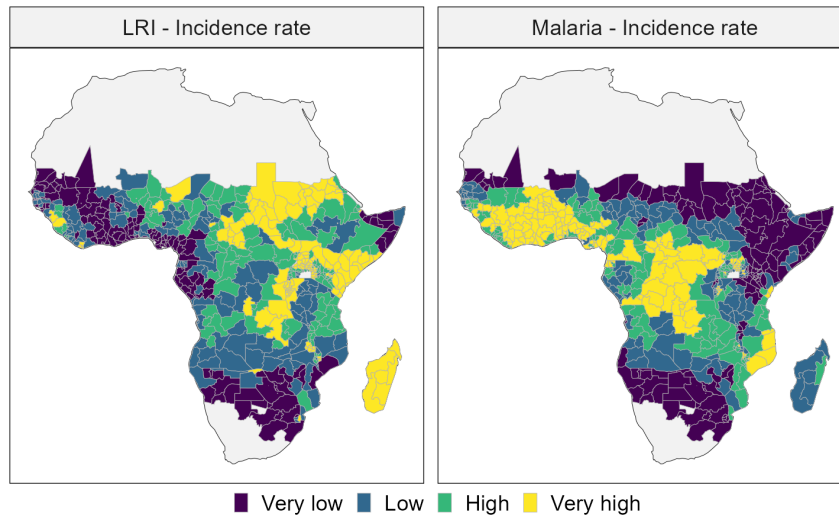 LRI - Incidence rate
Malaria - Incidence rate
Very low Low High Very high